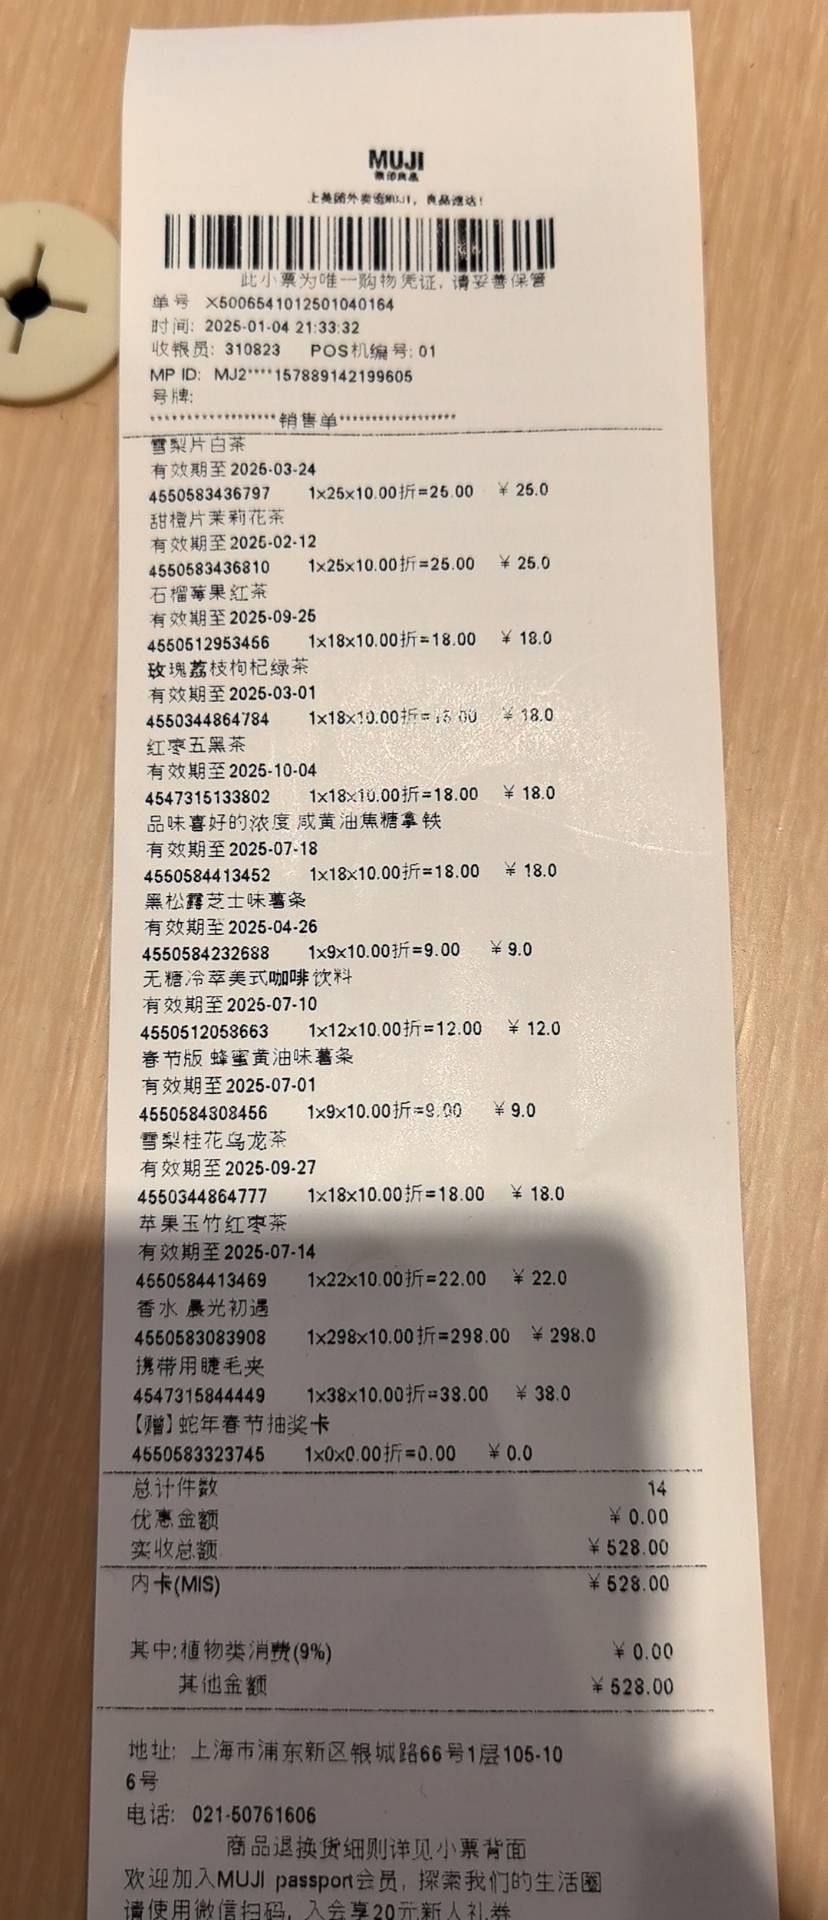 MUJI
無印良品
上美团外卖逛MUJI，良品速达！
此小票为唯一购物凭证，请妥善保管
单号 X5006541012501040164
时间: 2025-01-04 21:33:32
收银员: 310823 POS机编号: 01
MP ID: MJ2****157889142199605
号牌:
******************销售单*****************
雪梨片白茶
有效期至2025-03-24
4550583436797 1x25x10.00折=25.00 ¥ 25.0
甜橙片茉莉花茶
有效期至2025-02-12
4550583436810 1x25x10.00折=25.00 ¥ 25.0
石榴莓果红茶
有效期至2025-09-25
4550512953456 1x18x10.00折=18.00 ¥ 18.0
玫瑰荔枝枸杞绿茶
有效期至2025-03-01
4550344864784 1x18x10.00折=18.00 ¥ 18.0
红枣五黑茶
有效期至2025-10-04
4547315133802 1x18x10.00折=18.00 ¥ 18.0
品味喜好的浓度 咸黄油焦糖拿铁
有效期至2025-07-18
4550584413452 1x18x10.00折=18.00 ¥ 18.0
黑松露芝士味薯条
有效期至2025-04-26
4550584232688 1x9x10.00折=9.00 ¥ 9.0
无糖冷萃美式咖啡饮料
有效期至2025-07-10
4550512058663 1x12x10.00折=12.00 ¥ 12.0
春节版 蜂蜜黄油味薯条
有效期至2025-07-01
4550584808456 1x9x10.00折=9.00 ¥ 9.0
雪梨桂花乌龙茶
有效期至2025-09-27
4550344864777 1x18x10.00折=18.00 ¥ 18.0
苹果玉竹红枣茶
有效期至2025-07-14
4550584413469 1x22x10.00折=22.00 ¥ 22.0
香水 晨光初遇
4550583083908 1x298x10.00折=298.00 ¥ 298.0
携带用睫毛夹
4547315844449 1x38x10.00折=38.00 ¥ 38.0
【赠】蛇年春节抽奖卡
4550583323745 1x0x0.00折=0.00 ¥ 0.0
总计件数 14
优惠金额 ¥ 0.00
实收总额 ¥ 528.00
内卡(MIS) ¥ 528.00
其中:植物类消费(9%) ¥ 0.00
其他金额 ¥ 528.00
地址: 上海市浦东新区银城路66号1层105-10
6号
电话: 021-50761606
商品退换货细则详见小票背面
欢迎加入MUJI passport会员, 探索我们的生活圈
请使用微信扫码, 入会享20元新人礼券